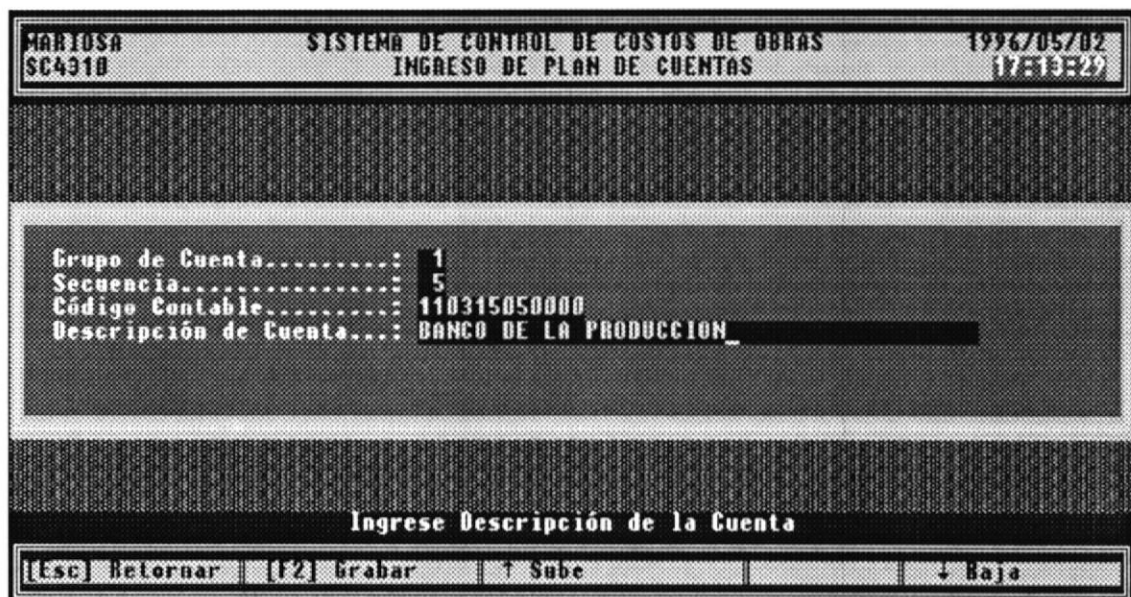 MARIOSA SISTEMA DE CONTROL DE COSTOS DE OBRAS 1996/05/02
SC4310 INGRESO DE PLAN DE CUENTAS 17:13:29
Grupo de Cuenta.........: 1
Secuencia...............: 5
Código Contable.........: 110315050000
Descripción de Cuenta...: BANCO DE LA PRODUCCION_
Ingrese Descripción de la Cuenta
[Esc] Retornar [F2] Grabar ↑ Sube ↓ Baja